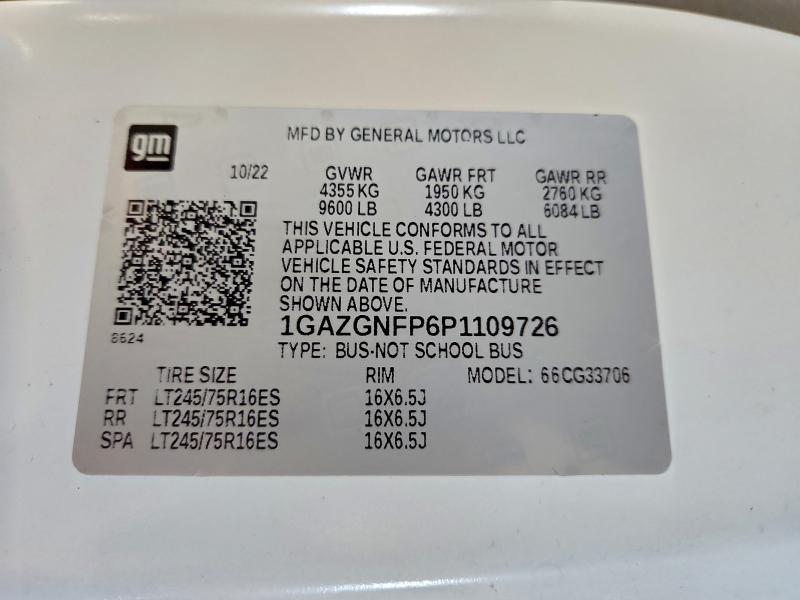 gm
MFD BY GENERAL MOTORS LLC
10/22 GVWR GAWR FRT GAWR RR
4355 KG 1950 KG 2760 KG
9600 LB 4300 LB 6084 LB
THIS VEHICLE CONFORMS TO ALL
APPLICABLE U.S. FEDERAL MOTOR
VEHICLE SAFETY STANDARDS IN EFFECT
ON THE DATE OF MANUFACTURE
SHOWN ABOVE.
8624
1GAZGNFP6P1109726
TYPE: BUS-NOT SCHOOL BUS
TIRE SIZE RIM MODEL: 66CG33706
FRT LT245/75R16ES 16X6.5J
RR LT245/75R16ES 16X6.5J
SPA LT245/75R16ES 16X6.5J